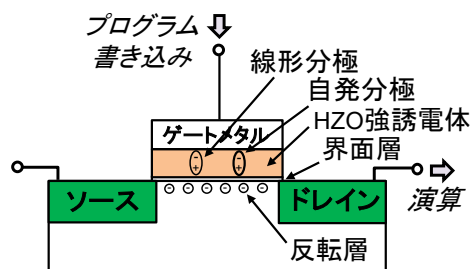 プログラム
書き込み
線形分極
自発分極
HZO強誘電体
界面層
ゲートメタル
ソース
ドレイン
演算
反転層